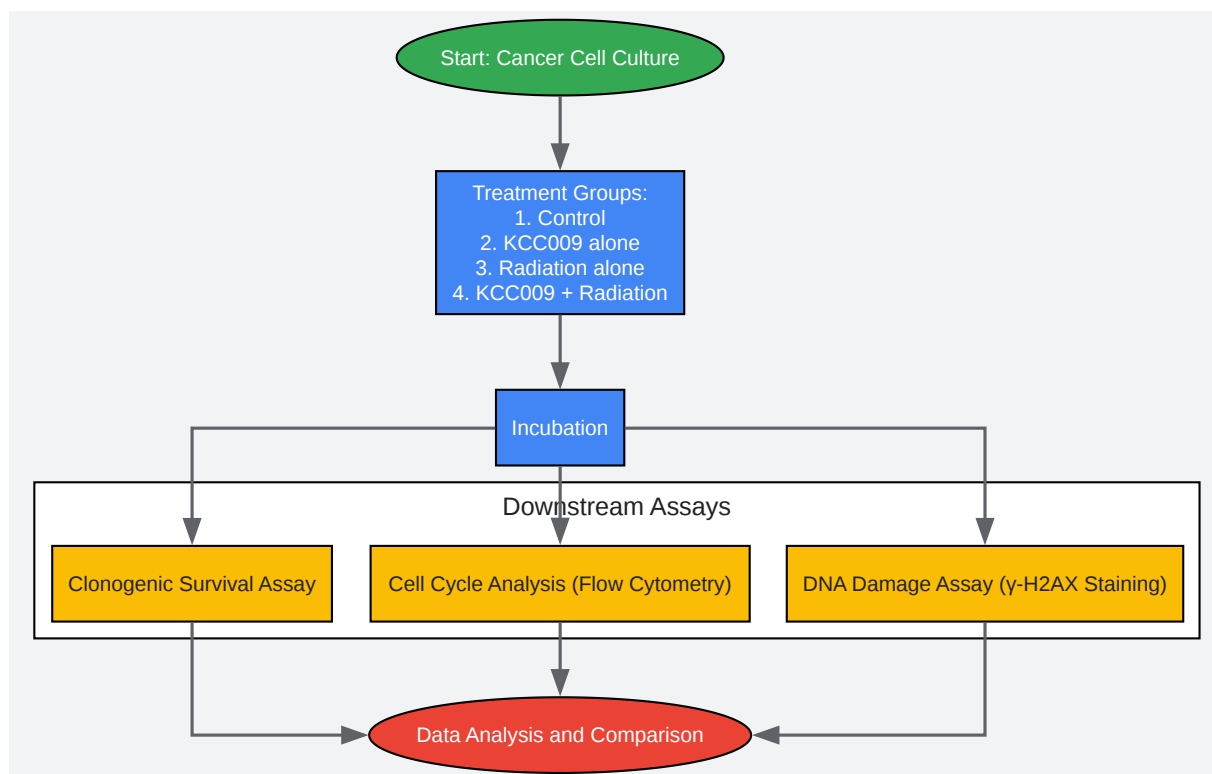 Start: Cancer Cell Culture
Treatment Groups:
1. Control
2. KCC009 alone
3. Radiation alone
4. KCC009 + Radiation
Incubation
Downstream Assays
Clonogenic Survival Assay
Cell Cycle Analysis (Flow Cytometry)
DNA Damage Assay (γ-H2AX Staining)
Data Analysis and Comparison